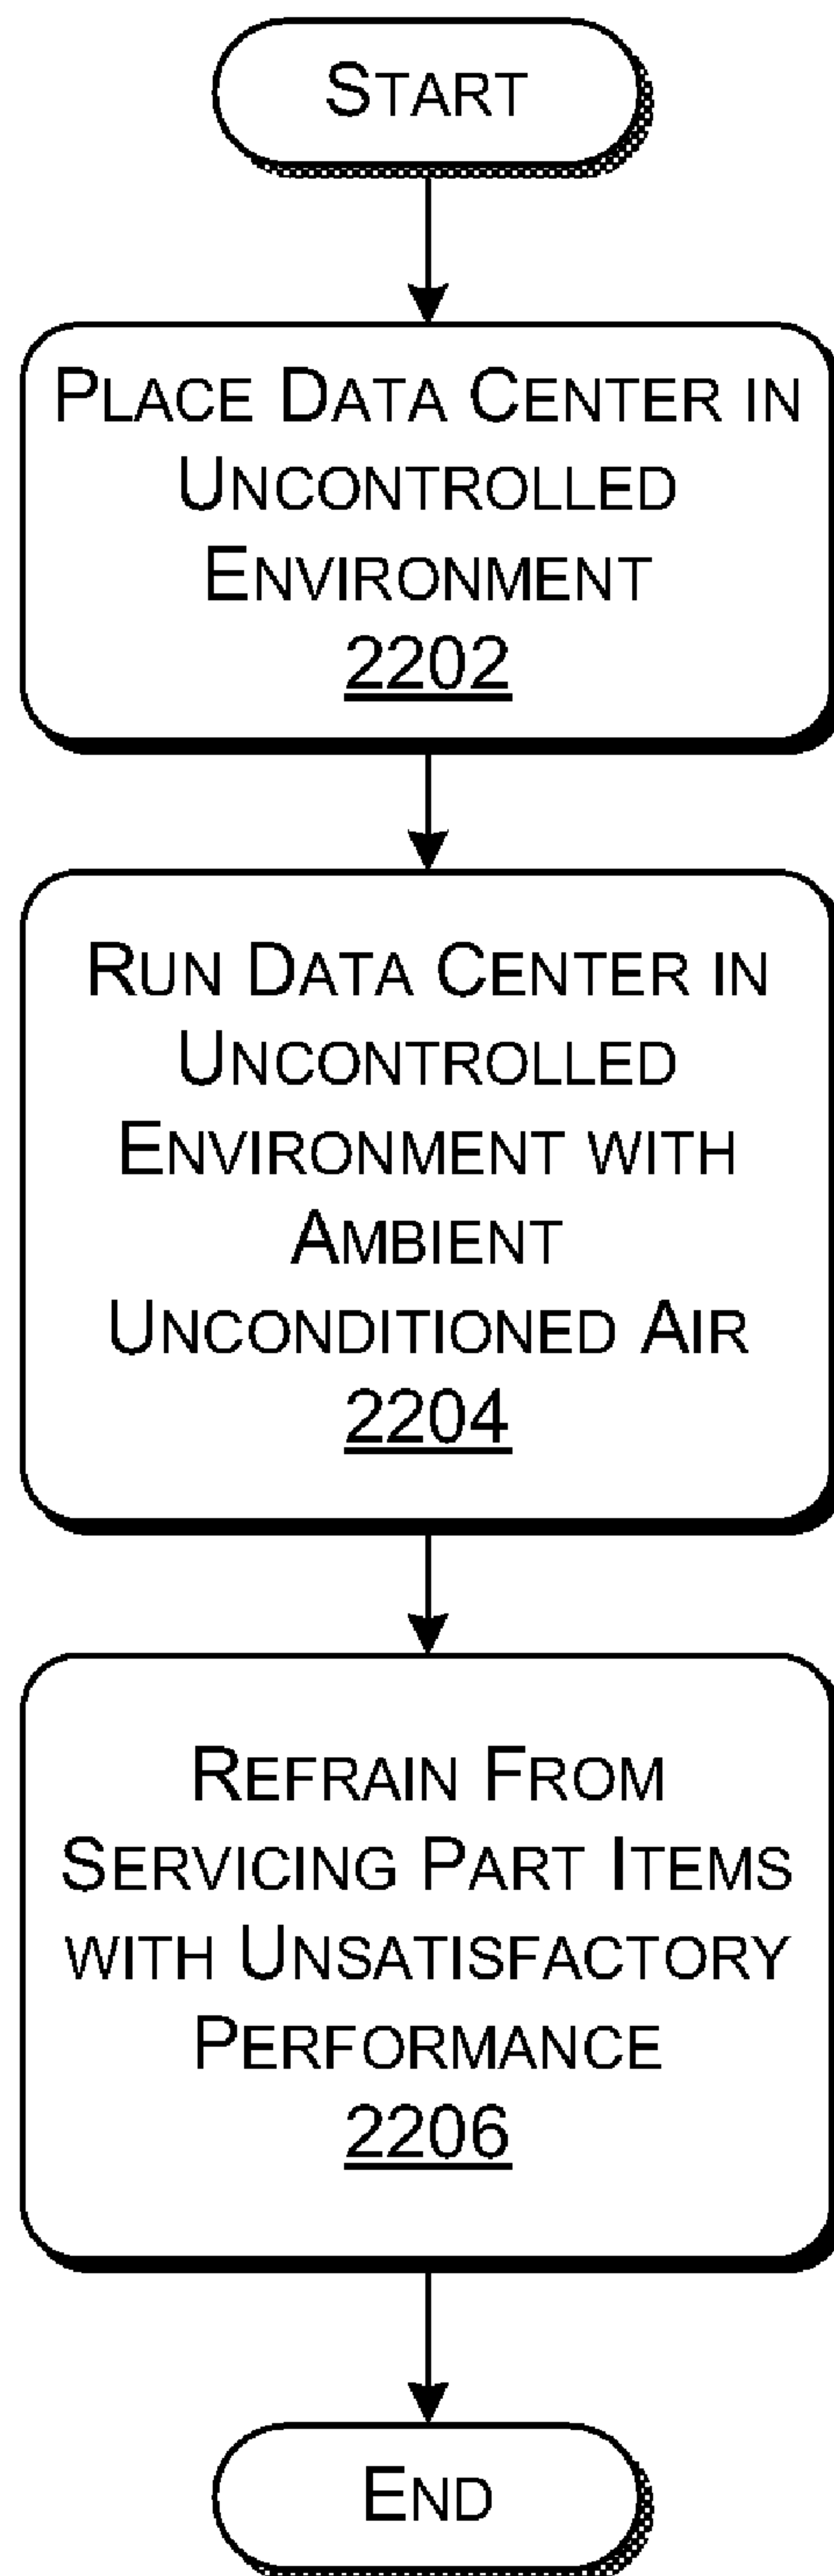 START
PLACE DATA CENTER IN
UNCONTROLLED
ENVIRONMENT
2202
RUN DATA CENTER IN
UNCONTROLLED
ENVIRONMENT WITH
AMBIENT
UNCONDITIONED AIR
2204
REFRAIN FROM
SERVICING PART ITEMS
WITH UNSATISFACTORY
PERFORMANCE
2206
END